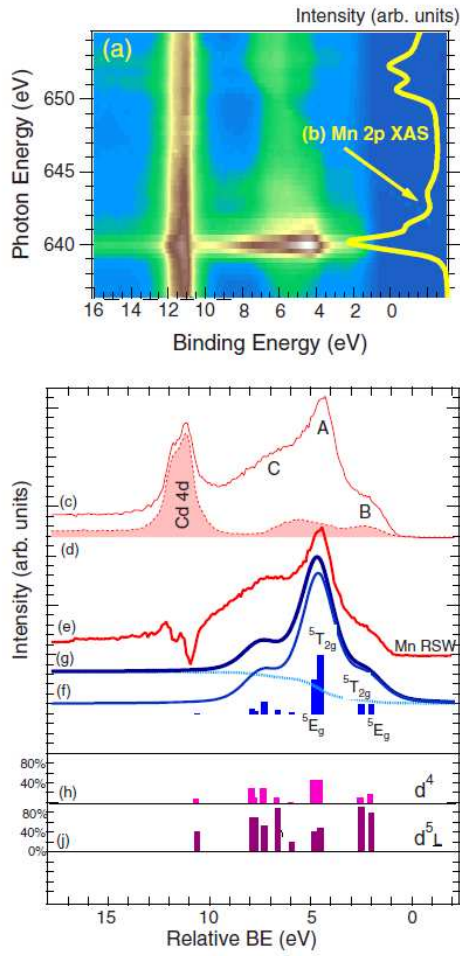 Intensity (arb. units)
(a)
Photon Energy (eV)
650
645
640
(b) Mn 2p XAS
16 14 12 10 8 6 4 2 0
Binding Energy (eV)
Intensity (arb. units)
A
C
B
Cd 4d
(c)
(d)
(e)
Mn RSW
(g)
(f)
⁵T₂g
⁵T₂g
⁵Eg
⁵Eg
80%
40%
(h)
d⁴
80%
40%
0%
(j)
d⁵L̲
15 10 5 0
Relative BE (eV)